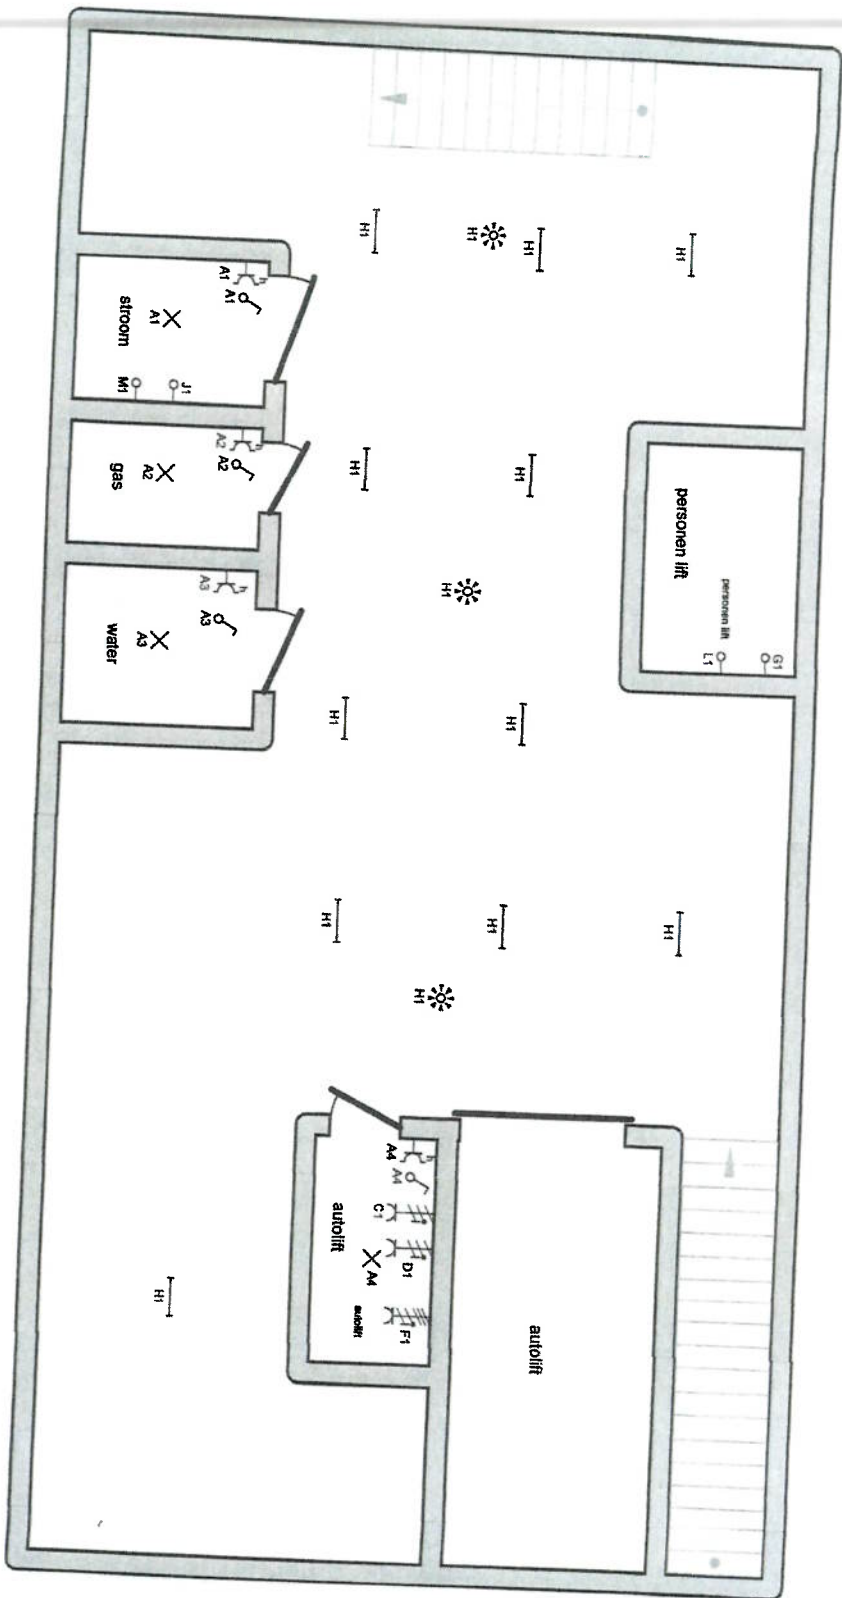 H1
H1
H1
H1
A1
A1
A1
stroom
M1
J1
A2
A2
A2
gas
H1
H1
personen lift
personen lift
L1
G1
H1
A3
A3
A3
water
H1
H1
H1
H1
H1
H1
A4
A4
C1
D1
A4
autolift
autolift
F1
H1
autolift